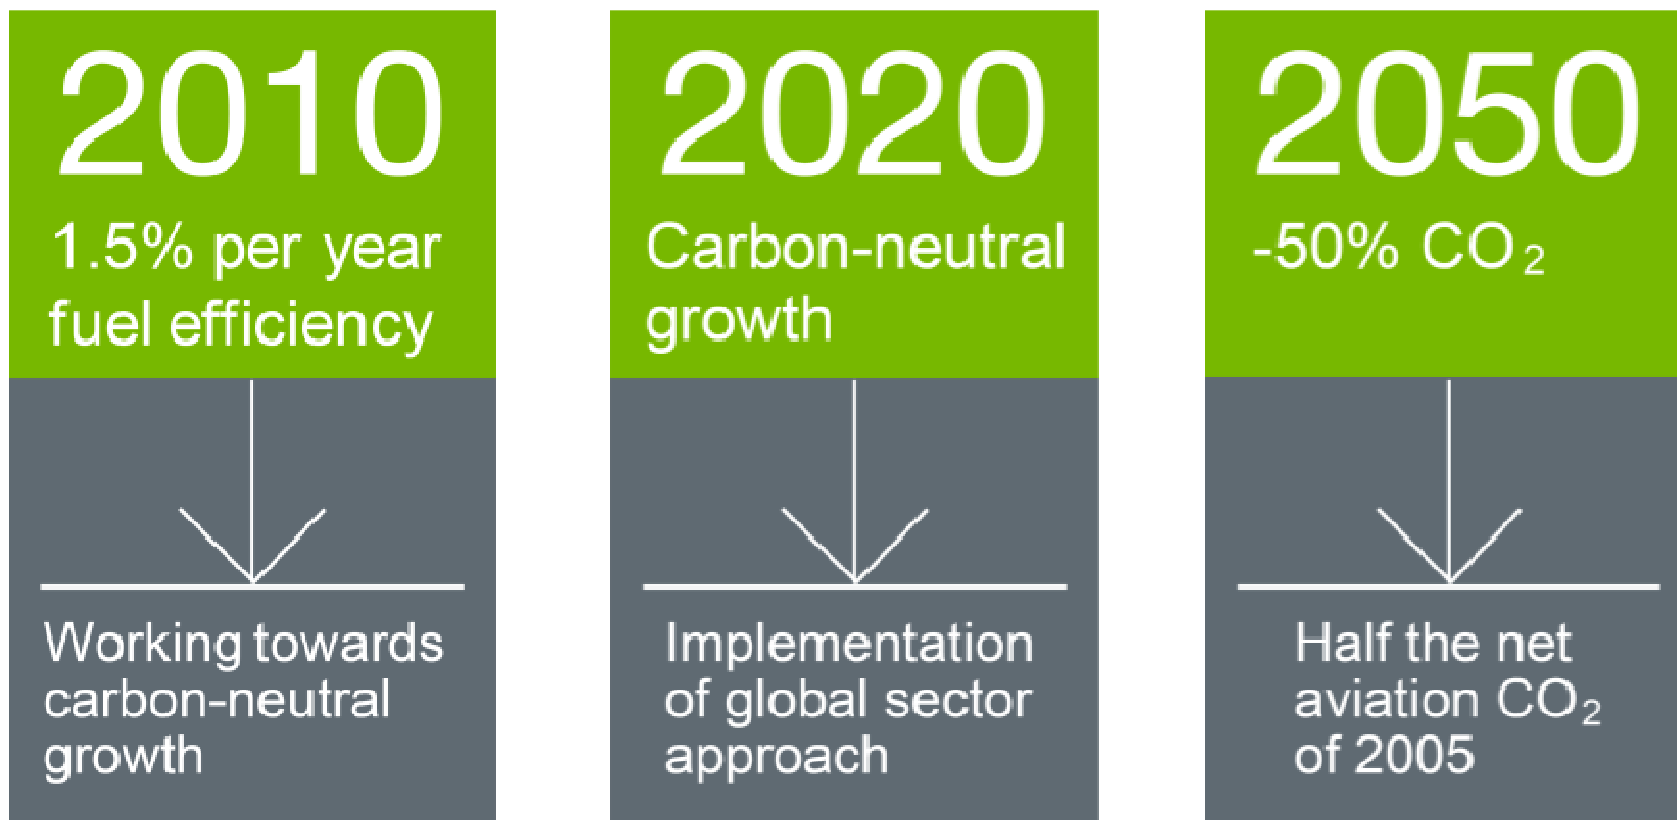 2010
1.5% per year
fuel efficiency
Working towards
carbon-neutral
growth
2020
Carbon-neutral
growth
Implementation
of global sector
approach
2050
-50% CO₂
Half the net
aviation CO₂
of 2005